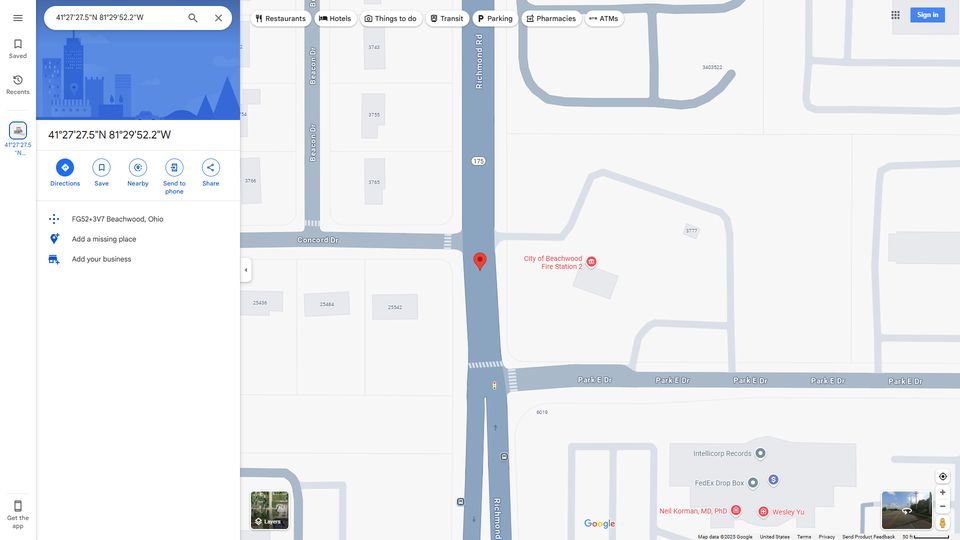 41°27'27.5"N 81°29'52.2"W
Restaurants
Hotels
Things to do
Transit
Parking
Pharmacies
ATMs
Sign in
Saved
Recents
41°27'27.5
"N...
41°27'27.5"N 81°29'52.2"W
Directions
Save
Nearby
Send to
phone
Share
FG52+3V7 Beachwood, Ohio
Add a missing place
Add your business
Get the
app
Beacon Dr
Beacon Dr
Richmond Rd
175
3743
3755
3765
3766
3403522
3777
Concord Dr
City of Beachwood
Fire Station 2
25436
25464
25542
Park E Dr
Park E Dr
Park E Dr
Park E Dr
Park E Dr
6019
Richmond
Intellicorp Records
FedEx Drop Box
Neil Korman, MD, PhD
Wesley Yu
Layers
Google
Map data ©2025 Google
United States
Terms
Privacy
Send Product Feedback
50 ft